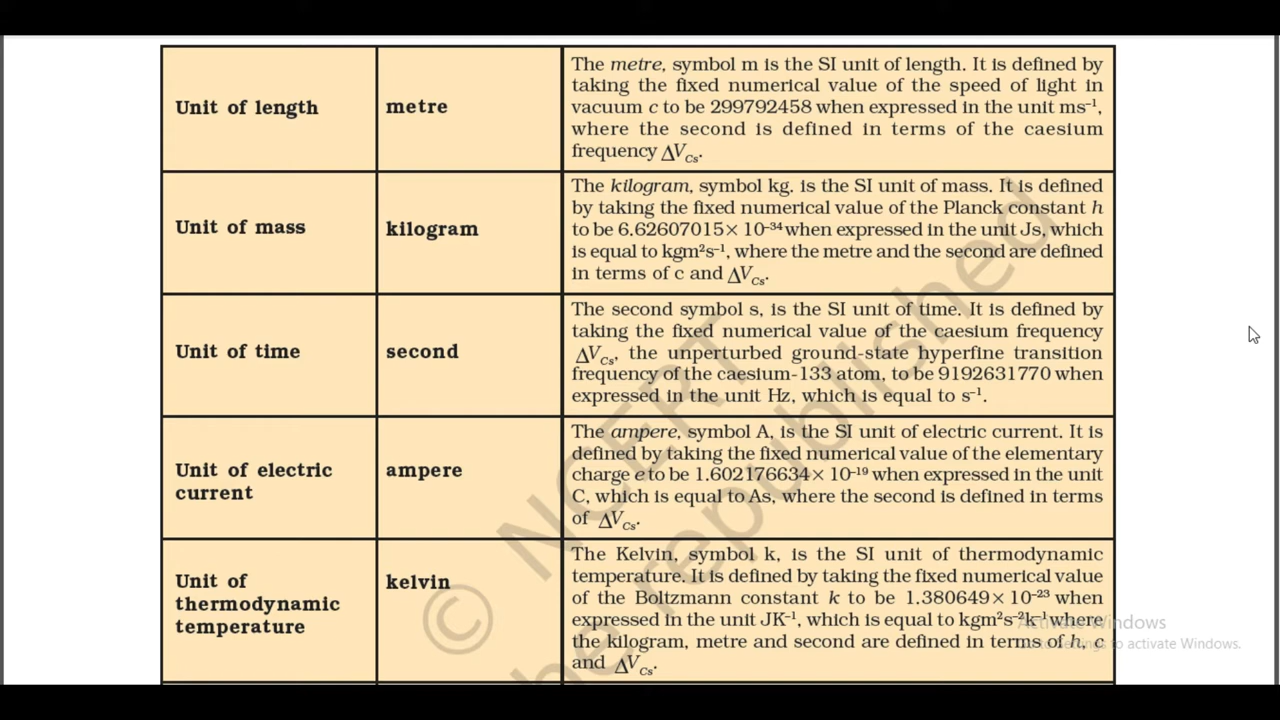 Unit of length
metre
The metre, symbol m is the SI unit of length. It is defined by
taking the fixed numerical value of the speed of light in
vacuum c to be 299792458 when expressed in the unit ms⁻¹,
where the second is defined in terms of the caesium
frequency ΔV_Cs.
Unit of mass
kilogram
The kilogram, symbol kg. is the SI unit of mass. It is defined
by taking the fixed numerical value of the Planck constant h
to be 6.62607015× 10⁻³⁴ when expressed in the unit Js, which
is equal to kgm²s⁻¹, where the metre and the second are defined
in terms of c and ΔV_Cs.
Unit of time
second
The second symbol s, is the SI unit of time. It is defined by
taking the fixed numerical value of the caesium frequency
ΔV_Cs, the unperturbed ground-state hyperfine transition
frequency of the caesium-133 atom, to be 9192631770 when
expressed in the unit Hz, which is equal to s⁻¹.
Unit of electric
current
ampere
The ampere, symbol A, is the SI unit of electric current. It is
defined by taking the fixed numerical value of the elementary
charge e to be 1.602176634× 10⁻¹⁹ when expressed in the unit
C, which is equal to As, where the second is defined in terms
of ΔV_Cs.
Unit of
thermodynamic
temperature
kelvin
The Kelvin, symbol k, is the SI unit of thermodynamic
temperature. It is defined by taking the fixed numerical value
of the Boltzmann constant k to be 1.380649× 10⁻²³ when
expressed in the unit JK⁻¹, which is equal to kgm²s⁻²k⁻¹ where
the kilogram, metre and second are defined in terms of h, c
and ΔV_Cs.
© NCERT
be republished
Activate Windows
Go to Settings to activate Windows.